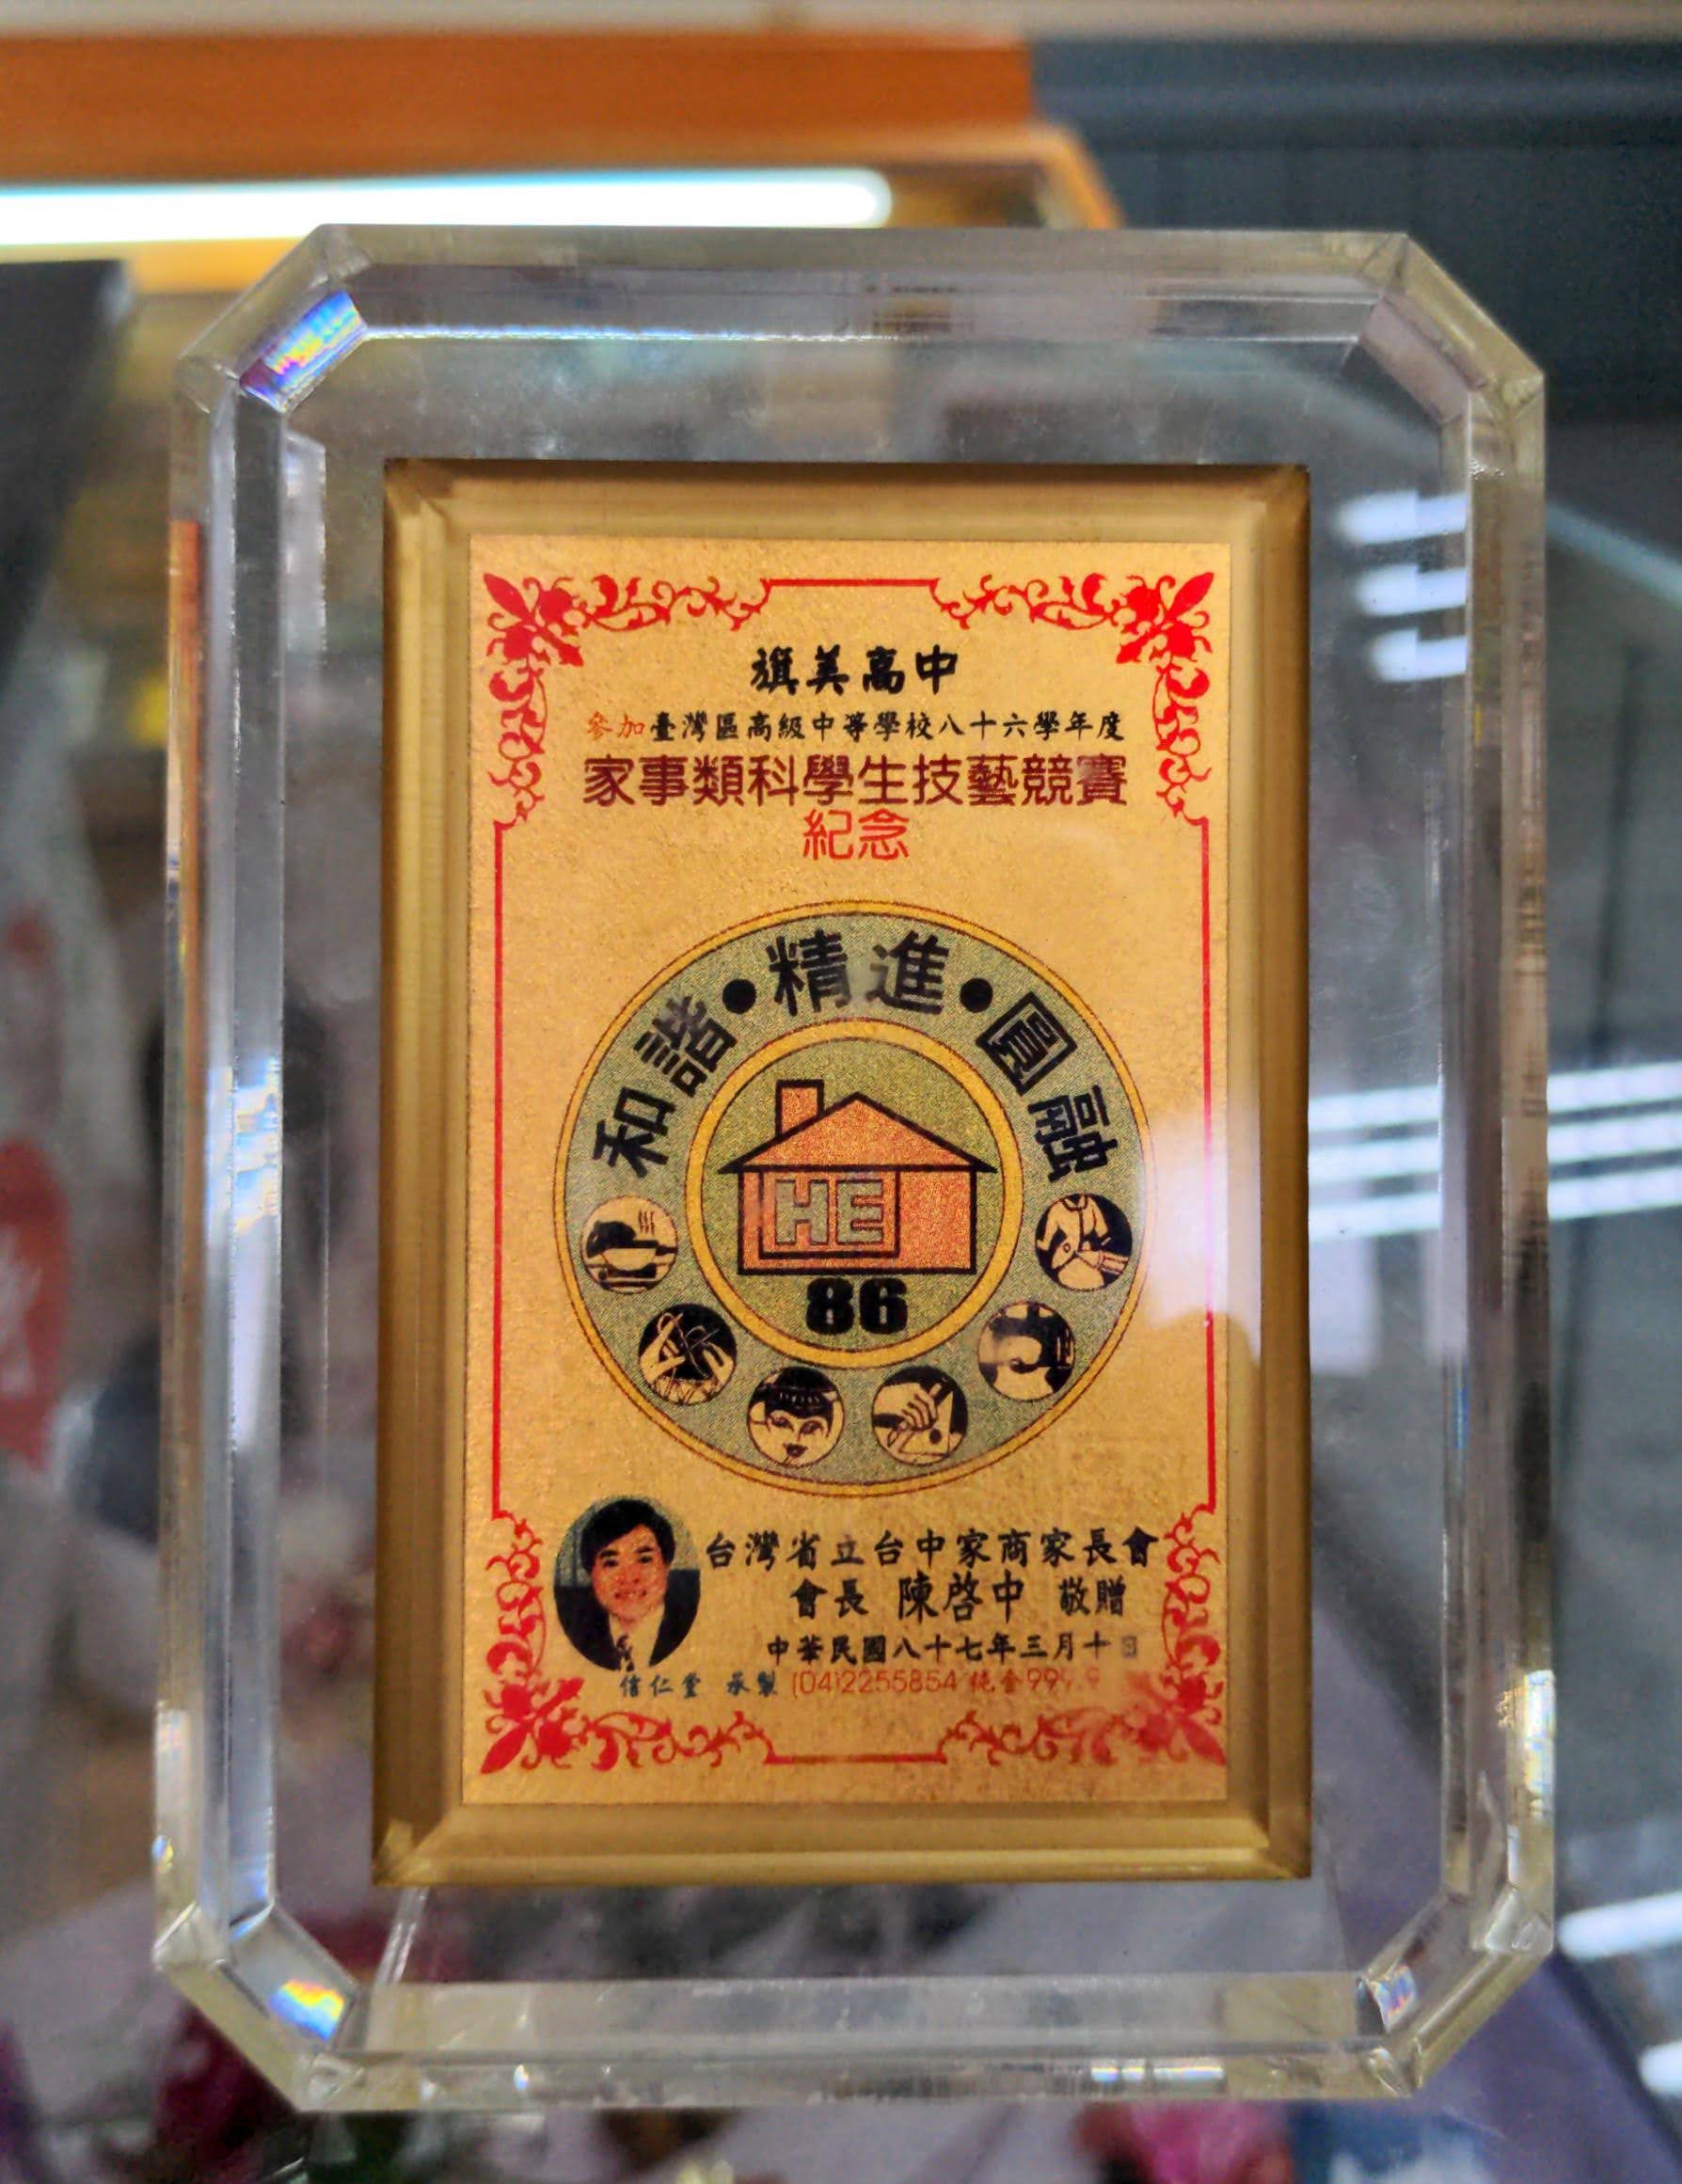 旗美高中
參加臺灣區高級中等學校八十六學年度
家事類科學生技藝競賽
紀念
和諧•精進•圓融
HE
86
台灣省立台中家商家長會
會長 陳啓中 敬贈
中華民國八十七年三月十日
信仁堂 承製 (04)2255854 純金999.9